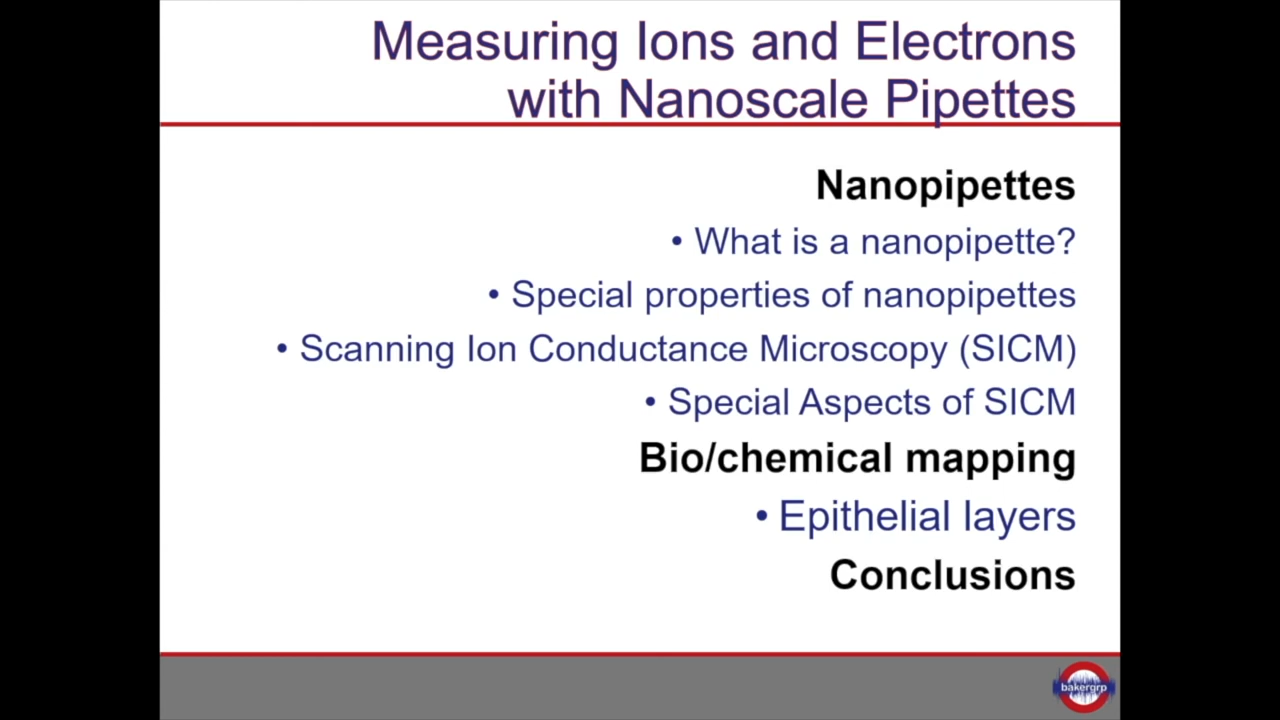 Measuring Ions and Electrons
with Nanoscale Pipettes
Nanopipettes
• What is a nanopipette?
• Special properties of nanopipettes
• Scanning Ion Conductance Microscopy (SICM)
• Special Aspects of SICM
Bio/chemical mapping
• Epithelial layers
Conclusions
bakergrp